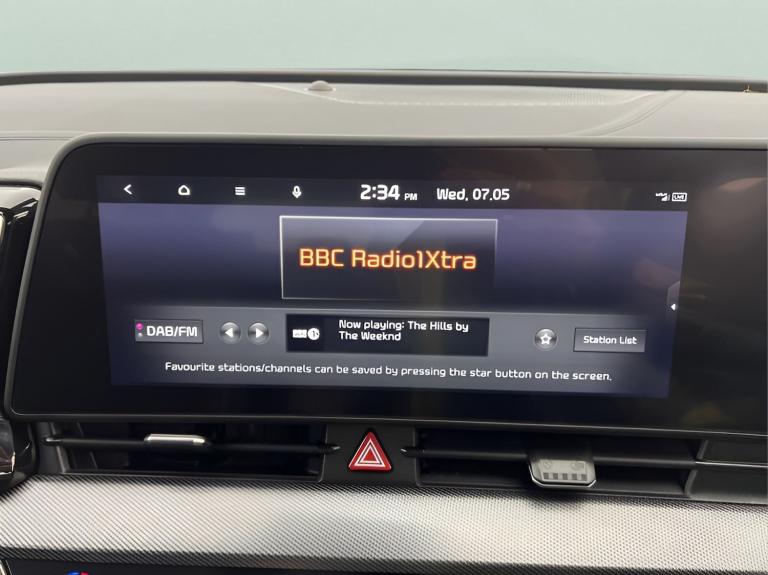 2:34 PM Wed, 07.05
BBC Radio1Xtra
DAB/FM
Now playing: The Hills by
The Weeknd
Station List
Favourite stations/channels can be saved by pressing the star button on the screen.